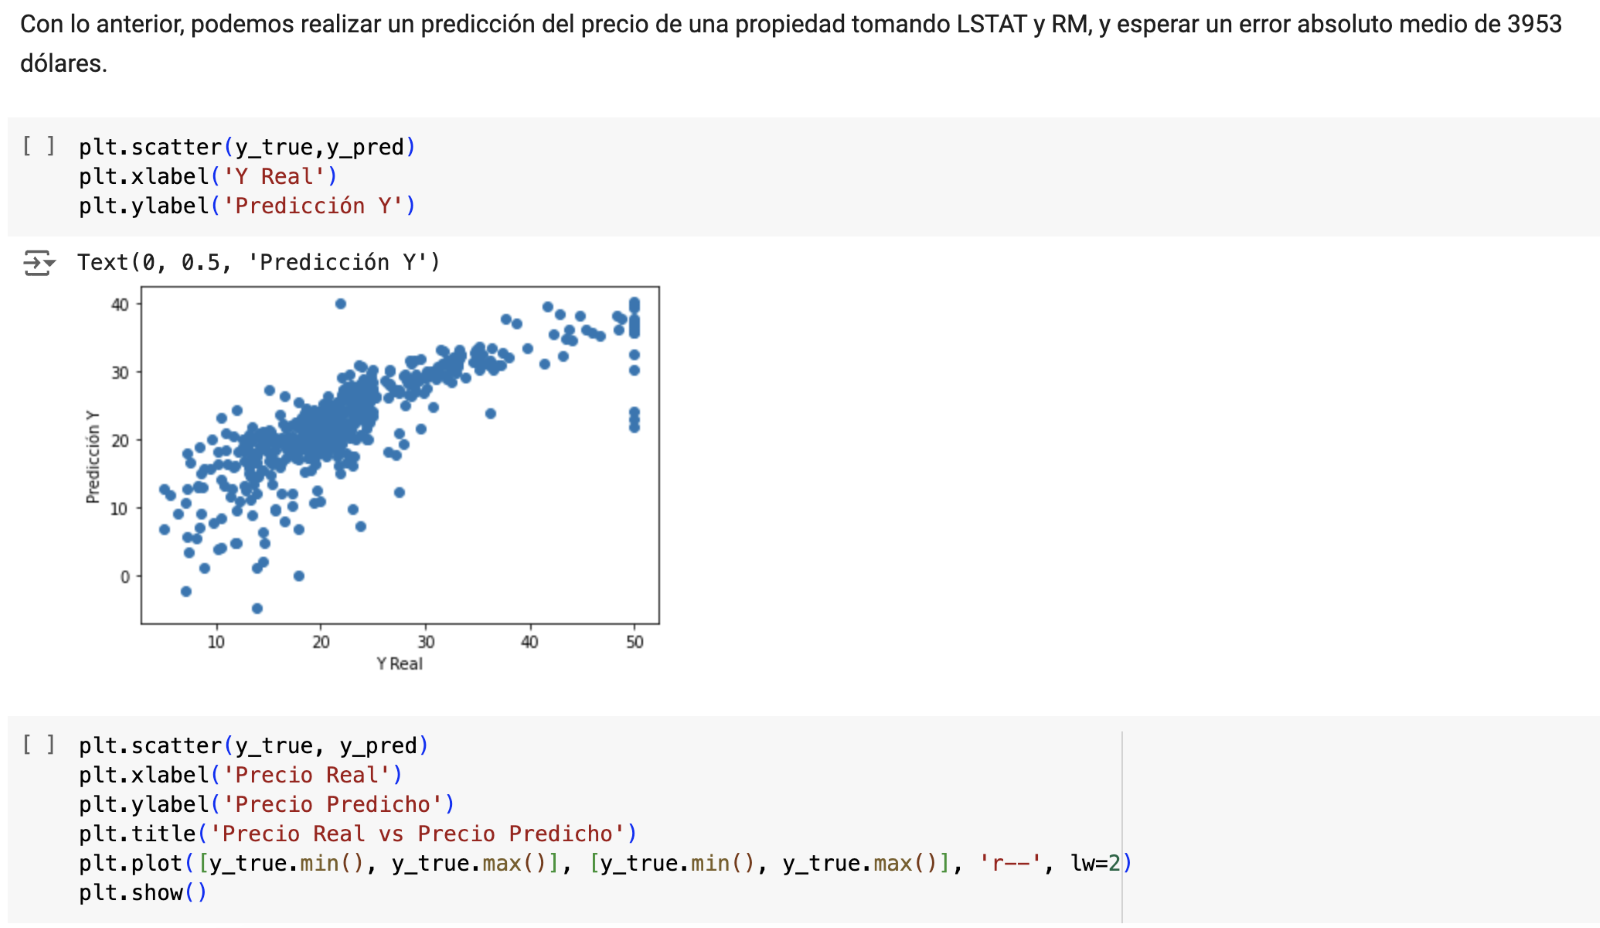 Con lo anterior, podemos realizar un predicción del precio de una propiedad tomando LSTAT y RM, y esperar un error absoluto medio de 3953
dólares.
[ ] plt.scatter(y_true,y_pred)
plt.xlabel('Y Real')
plt.ylabel('Predicción Y')
Text(0, 0.5, 'Predicción Y')
40
30
20
10
0
Predicción Y
10 20 30 40 50
Y Real
[ ] plt.scatter(y_true, y_pred)
plt.xlabel('Precio Real')
plt.ylabel('Precio Predicho')
plt.title('Precio Real vs Precio Predicho')
plt.plot([y_true.min(), y_true.max()], [y_true.min(), y_true.max()], 'r--', lw=2)
plt.show()